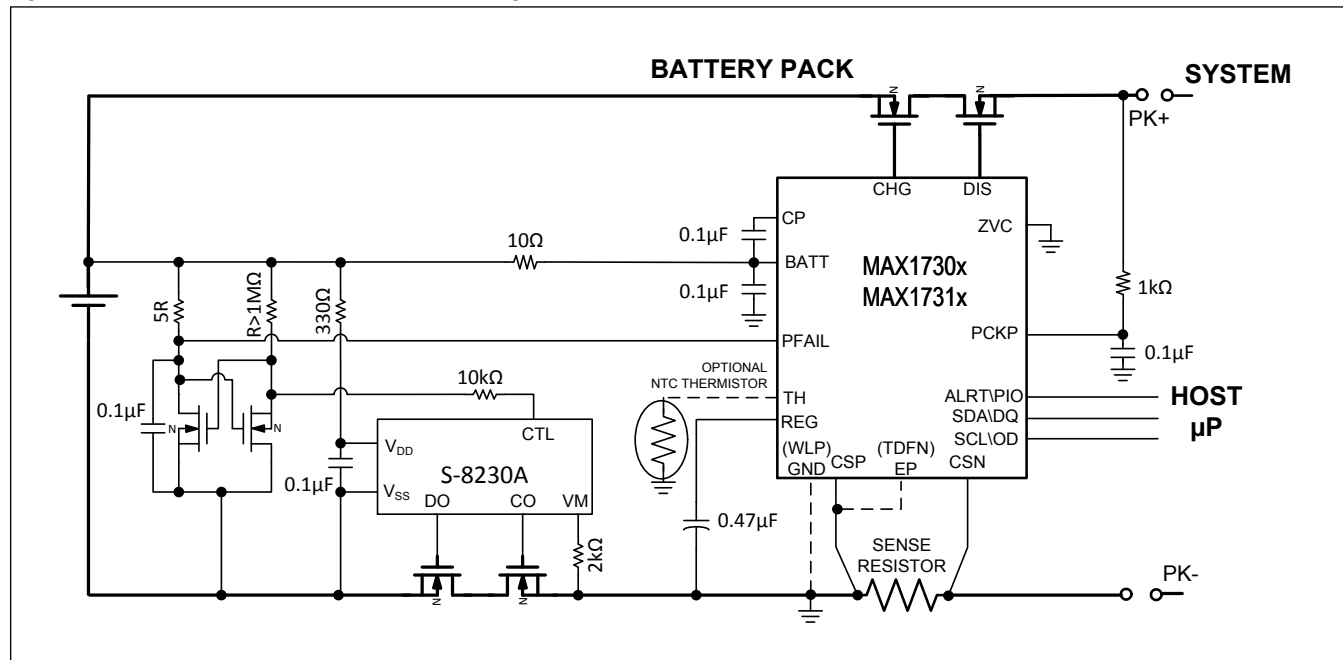 BATTERY PACK
SYSTEM
N
N
PK+
CHG
DIS
CP
ZVC
0.1µF
10Ω
BATT
MAX1730x
MAX1731x
0.1µF
1kΩ
5R
R>1MΩ
330Ω
PFAIL
PCKP
0.1µF
OPTIONAL
NTC THERMISTOR
10kΩ
TH
ALRT\PIO
HOST
0.1µF
N
N
REG
SDA\DQ
µP
CTL
SCL\OD
V_DD
(WLP)
(TDFN)
GND
CSP
EP
CSN
S-8230A
0.1µF
V_SS
DO
CO
VM
0.47µF
2kΩ
SENSE
RESISTOR
PK-
N
N